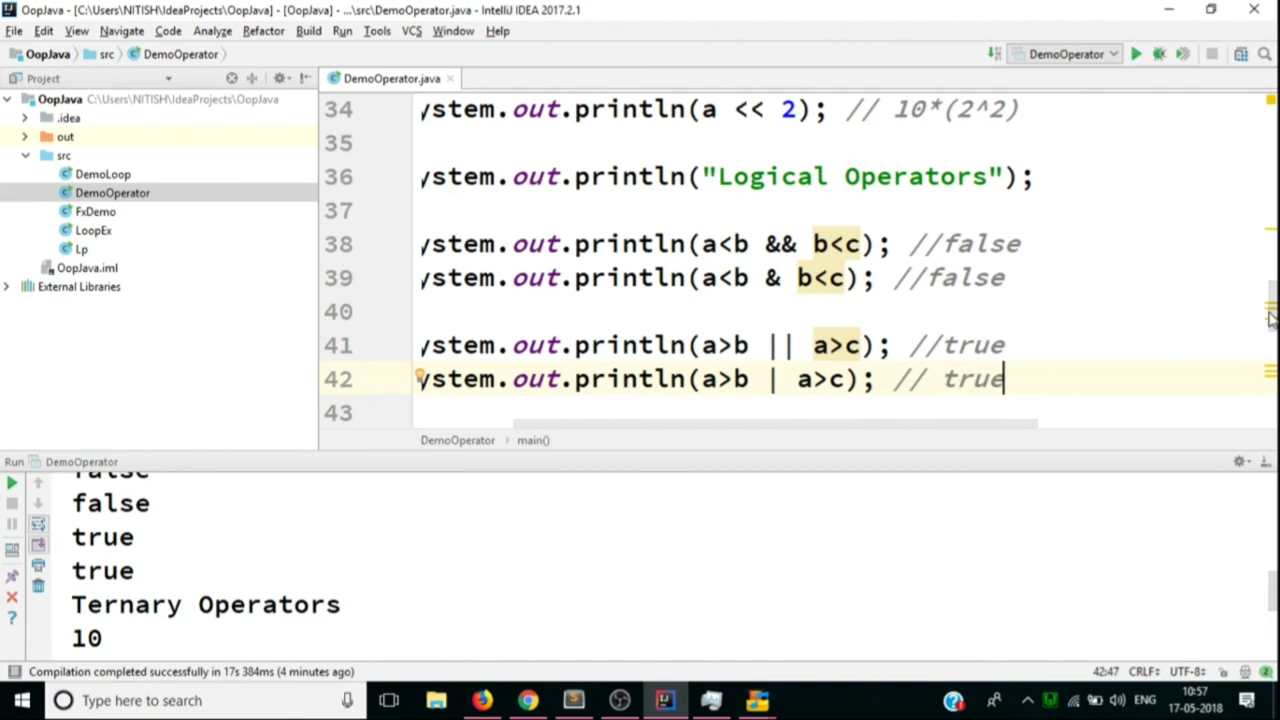 OopJava - [C:\Users\NITISH\IdeaProjects\OopJava] - [OopJava] - ...\src\DemoOperator.java - IntelliJ IDEA 2017.2.1
File Edit View Navigate Code Analyze Refactor Build Run Tools VCS Window Help
OopJava src DemoOperator DemoOperator
Project DemoOperator.java
OopJava C:\Users\NITISH\IdeaProjects\OopJava
.idea
out
src
DemoLoop
DemoOperator
FxDemo
LoopEx
Lp
OopJava.iml
External Libraries
34 ystem.out.println(a << 2); // 10*(2^2)
35
36 ystem.out.println("Logical Operators");
37
38 ystem.out.println(a<b && b<c); //false
39 ystem.out.println(a<b & b<c); //false
40
41 ystem.out.println(a>b || a>c); //true
42 ystem.out.println(a>b | a>c); // true
43
DemoOperator main()
Run DemoOperator
false
false
true
true
Ternary Operators
10
Compilation completed successfully in 17s 384ms (4 minutes ago) 42:47 CRLF UTF-8 2
Type here to search ENG 10:57
17-05-2018